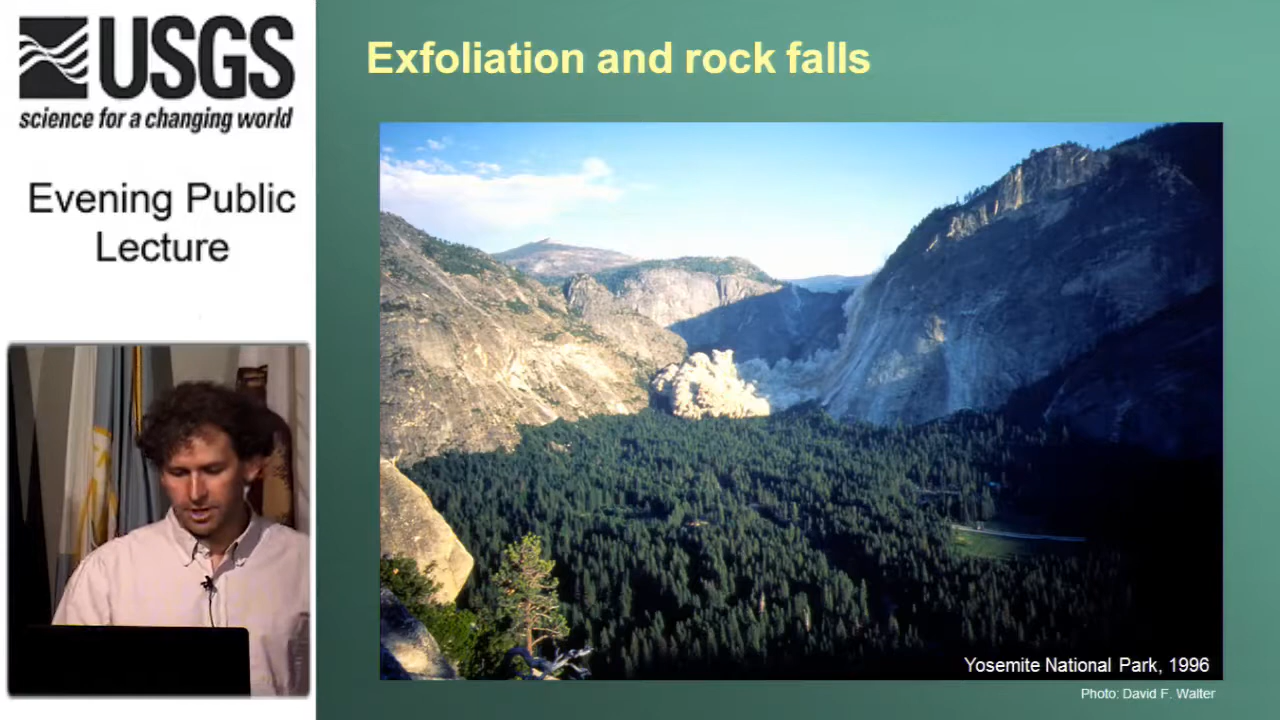 USGS
science for a changing world
Evening Public
Lecture
Exfoliation and rock falls
Yosemite National Park, 1996
Photo: David F. Walter